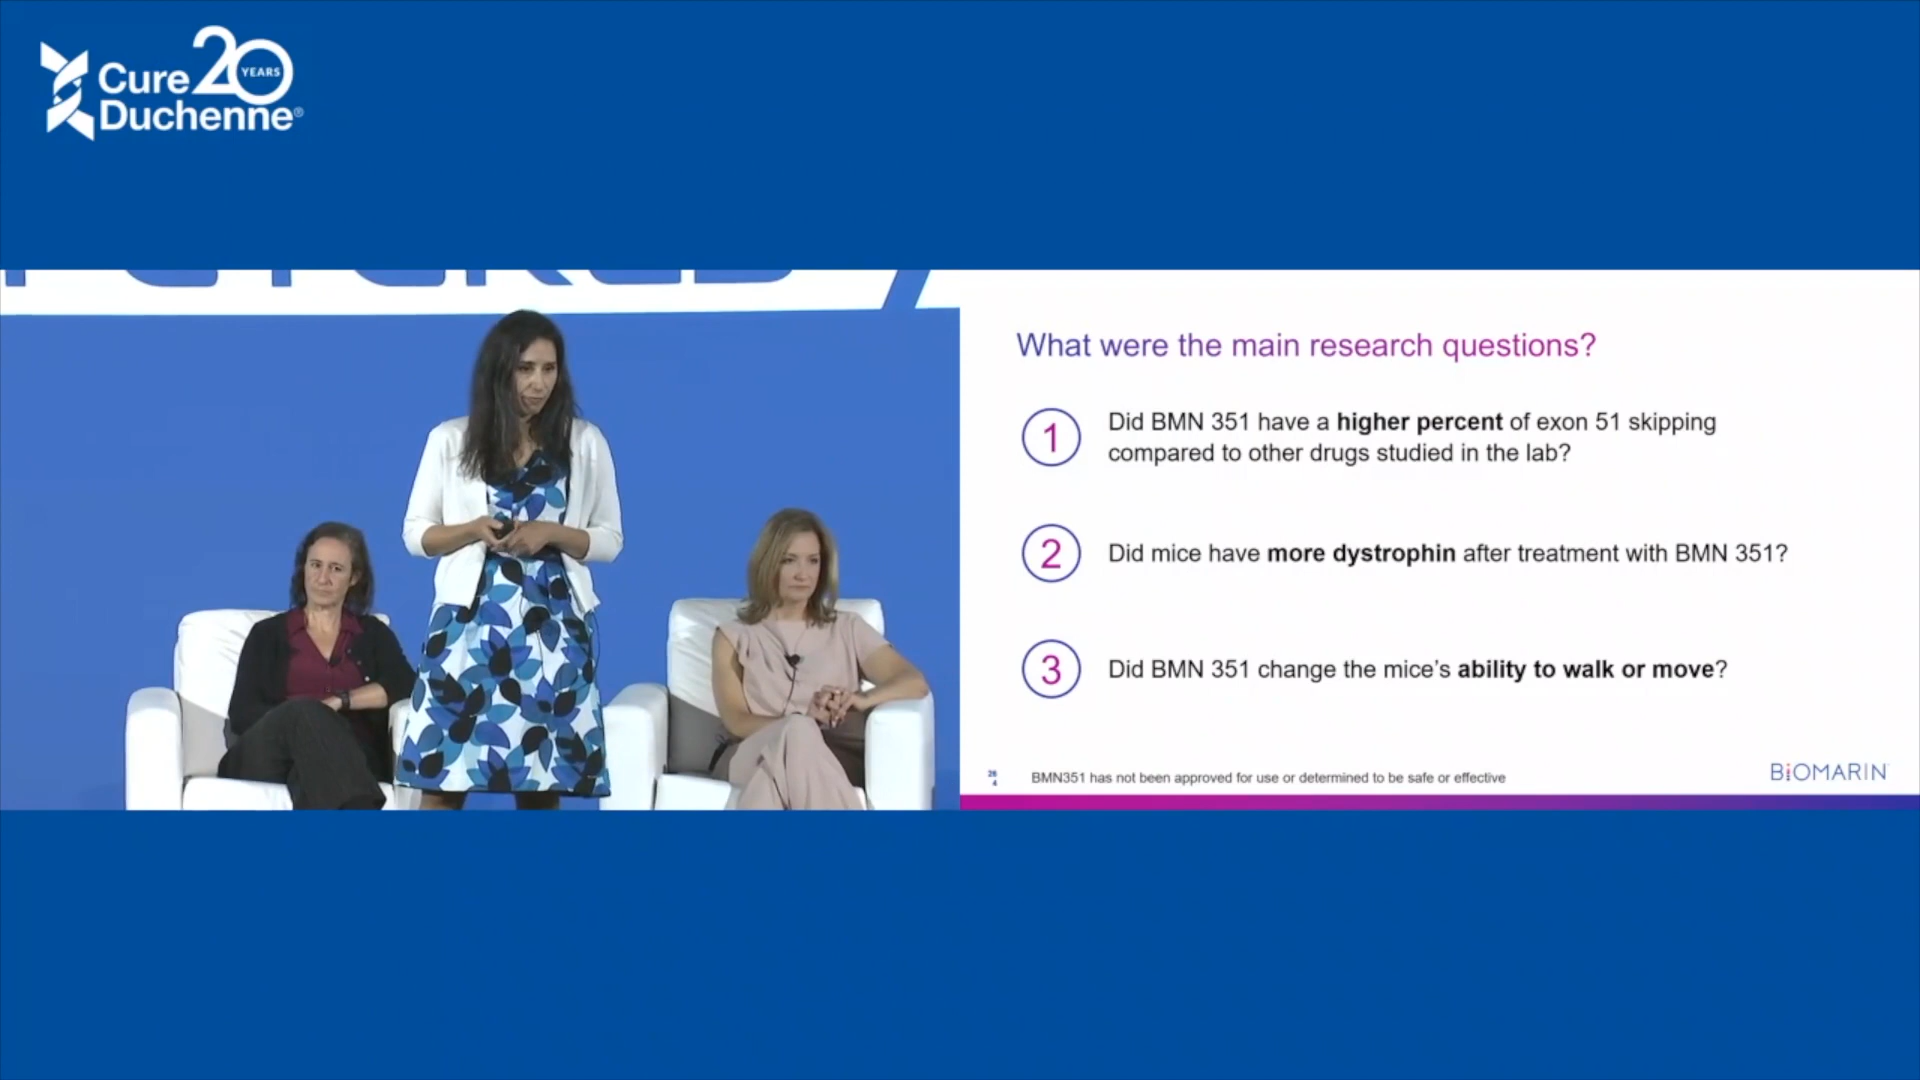 Cure 20 YEARS
Duchenne®
What were the main research questions?
1
Did BMN 351 have a higher percent of exon 51 skipping
compared to other drugs studied in the lab?
2
Did mice have more dystrophin after treatment with BMN 351?
3
Did BMN 351 change the mice's ability to walk or move?
BMN351 has not been approved for use or determined to be safe or effective
BIOMARIN